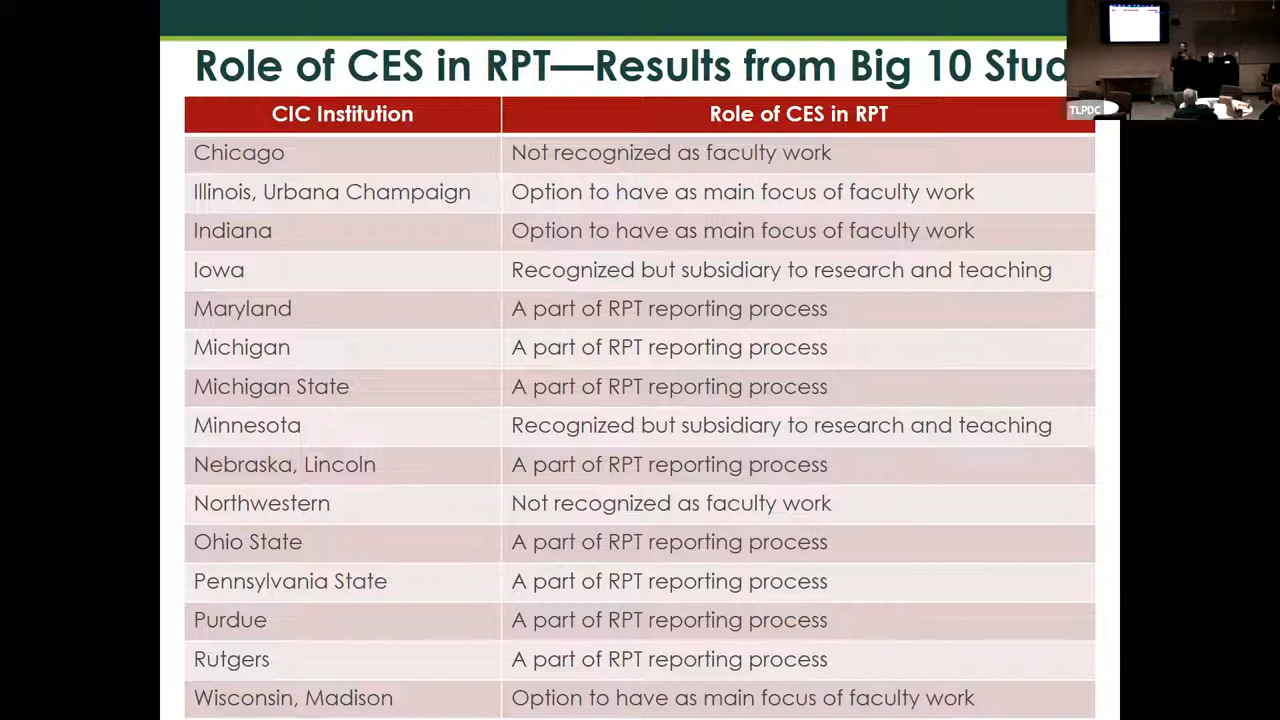 Role of CES in RPT—Results from Big 10 Stud
TLPDC
CIC Institution Role of CES in RPT
Chicago Not recognized as faculty work
Illinois, Urbana Champaign Option to have as main focus of faculty work
Indiana Option to have as main focus of faculty work
Iowa Recognized but subsidiary to research and teaching
Maryland A part of RPT reporting process
Michigan A part of RPT reporting process
Michigan State A part of RPT reporting process
Minnesota Recognized but subsidiary to research and teaching
Nebraska, Lincoln A part of RPT reporting process
Northwestern Not recognized as faculty work
Ohio State A part of RPT reporting process
Pennsylvania State A part of RPT reporting process
Purdue A part of RPT reporting process
Rutgers A part of RPT reporting process
Wisconsin, Madison Option to have as main focus of faculty work